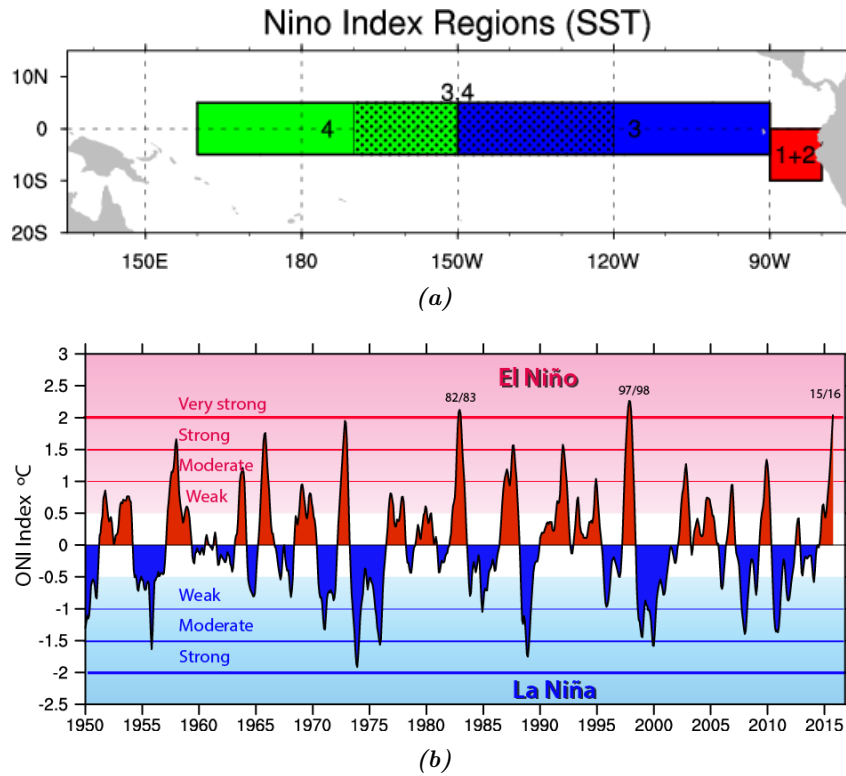 Nino Index Regions (SST)
10N
0
10S
20S
3.4
4
3
1+2
150E 180 150W 120W 90W
(a)
3
2.5
2
1.5
1
0.5
0
-0.5
-1
-1.5
-2
-2.5
ONI Index ºC
El Niño
82/83
97/98
15/16
Very strong
Strong
Moderate
Weak
Weak
Moderate
Strong
La Niña
1950 1955 1960 1965 1970 1975 1980 1985 1990 1995 2000 2005 2010 2015
(b)